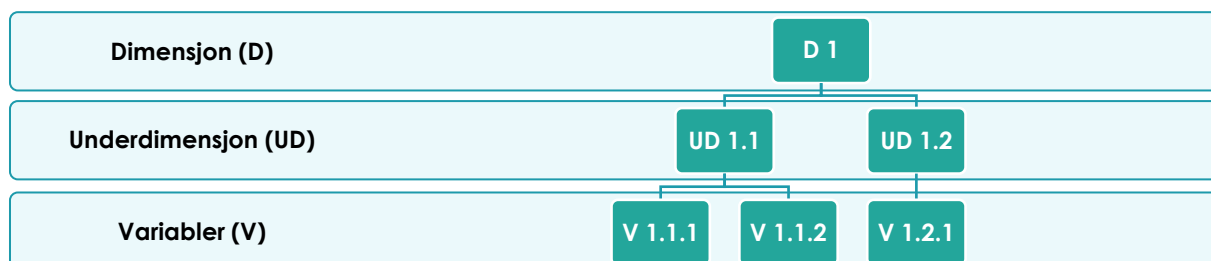 Dimensjon (D)
D 1
Underdimensjon (UD)
UD 1.1
UD 1.2
Variabler (V)
V 1.1.1
V 1.1.2
V 1.2.1